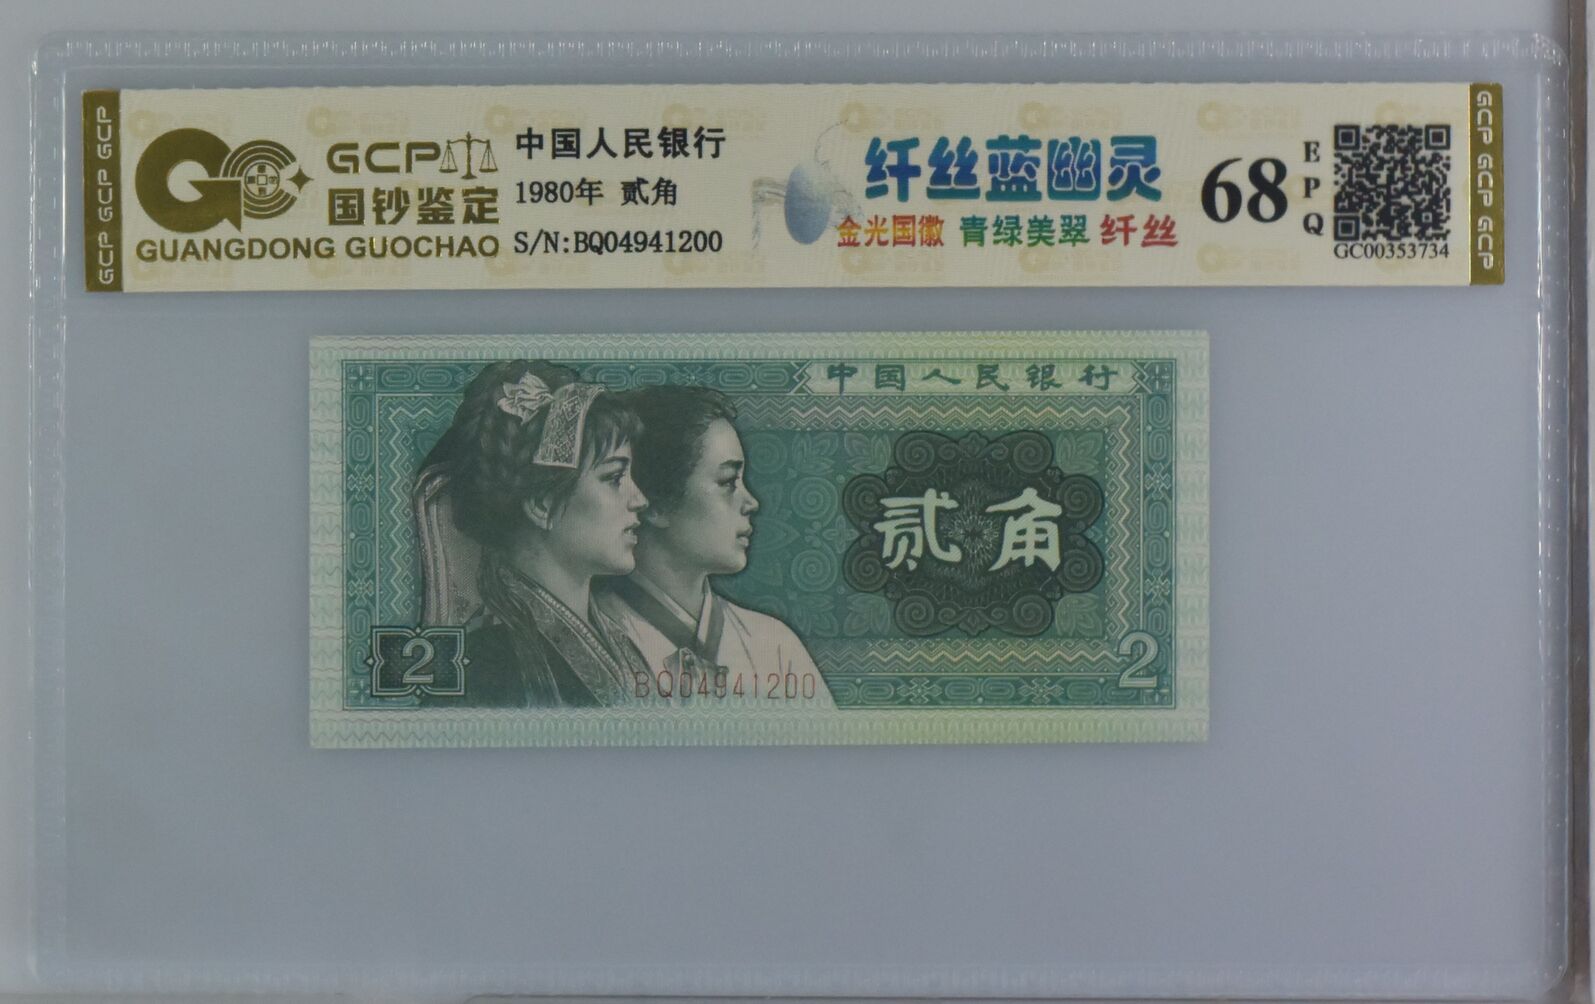 GCP GCP GCP
GCP
国钞鉴定
GUANGDONG GUOCHAO
中国人民银行
1980年 贰角
S/N:BQ04941200
纤丝蓝幽灵
金光国徽 青绿美翠 纤丝
68
EPQ
GC00353734
GCP GCP GCP
中国人民银行
贰角
2
2
BQ04941200